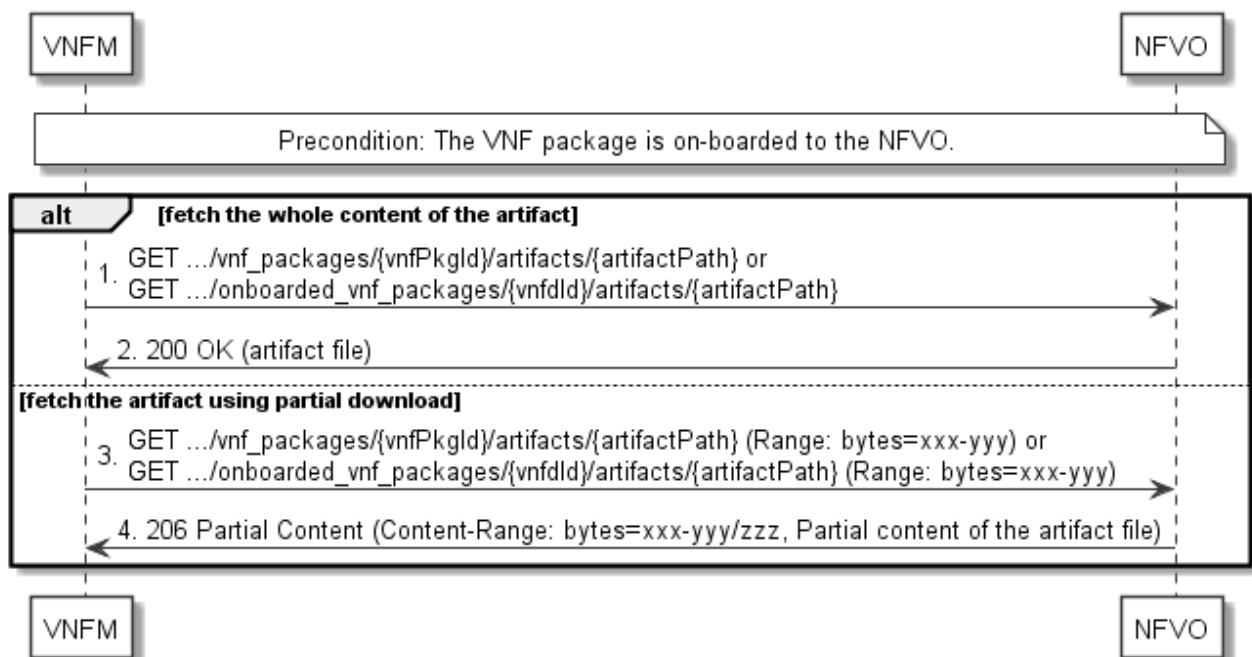 VNFM
NFVO
Precondition: The VNF package is on-boarded to the NFVO.
alt
[fetch the whole content of the artifact]
1. GET .../vnf_packages/{vnfPkgId}/artifacts/{artifactPath} or
GET .../onboarded_vnf_packages/{vnfdId}/artifacts/{artifactPath}
2. 200 OK (artifact file)
[fetch the artifact using partial download]
3. GET .../vnf_packages/{vnfPkgId}/artifacts/{artifactPath} (Range: bytes=xxx-yyy) or
GET .../onboarded_vnf_packages/{vnfdId}/artifacts/{artifactPath} (Range: bytes=xxx-yyy)
4. 206 Partial Content (Content-Range: bytes=xxx-yyy/zzz, Partial content of the artifact file)
VNFM
NFVO